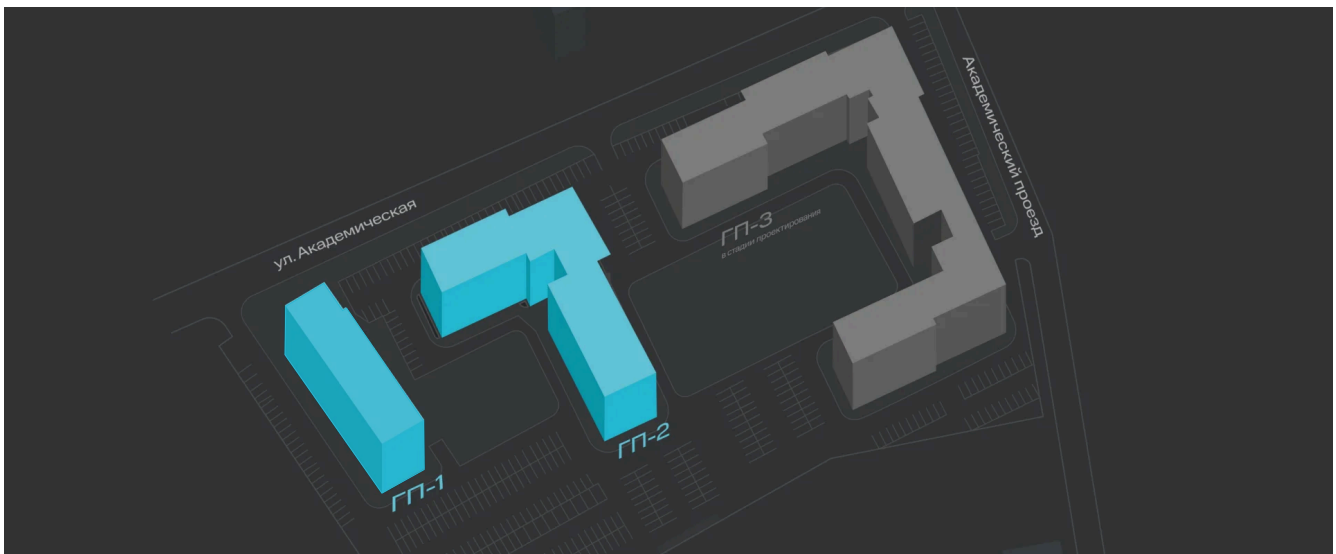 ул. Академическая
Академический проезд
ГП-3
в стадии проектирования
ГП-2
ГП-1